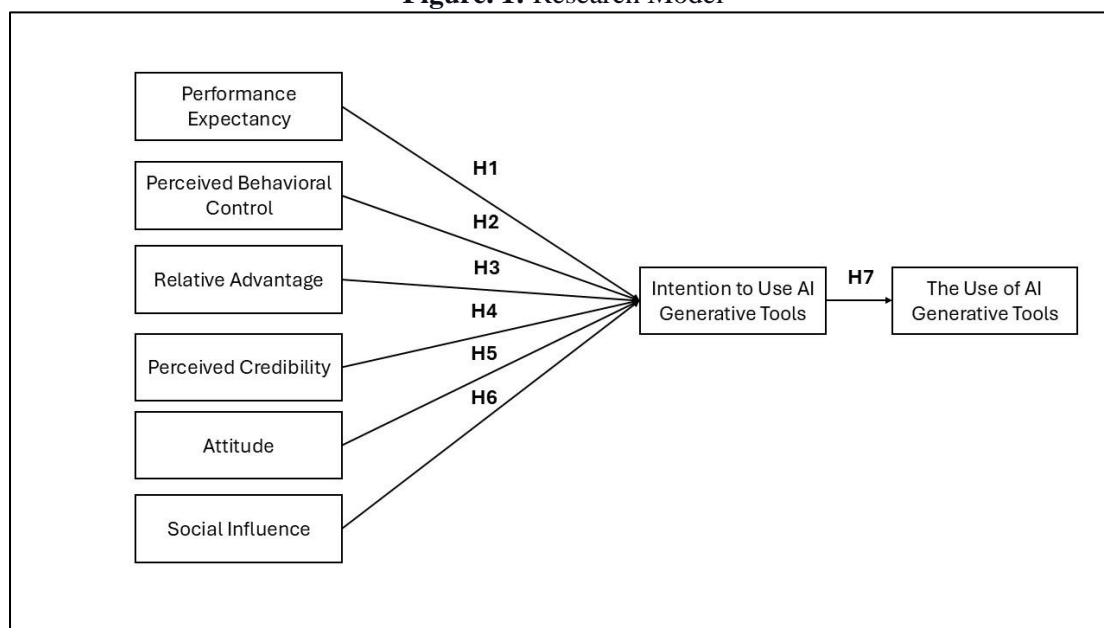 Figure. 1. Research Model
Performance
Expectancy
H1
Perceived Behavioral
Control
H2
Relative Advantage
H3
Intention to Use AI
Generative Tools
H7
The Use of AI
Generative Tools
H4
Perceived Credibility
H5
Attitude
H6
Social Influence